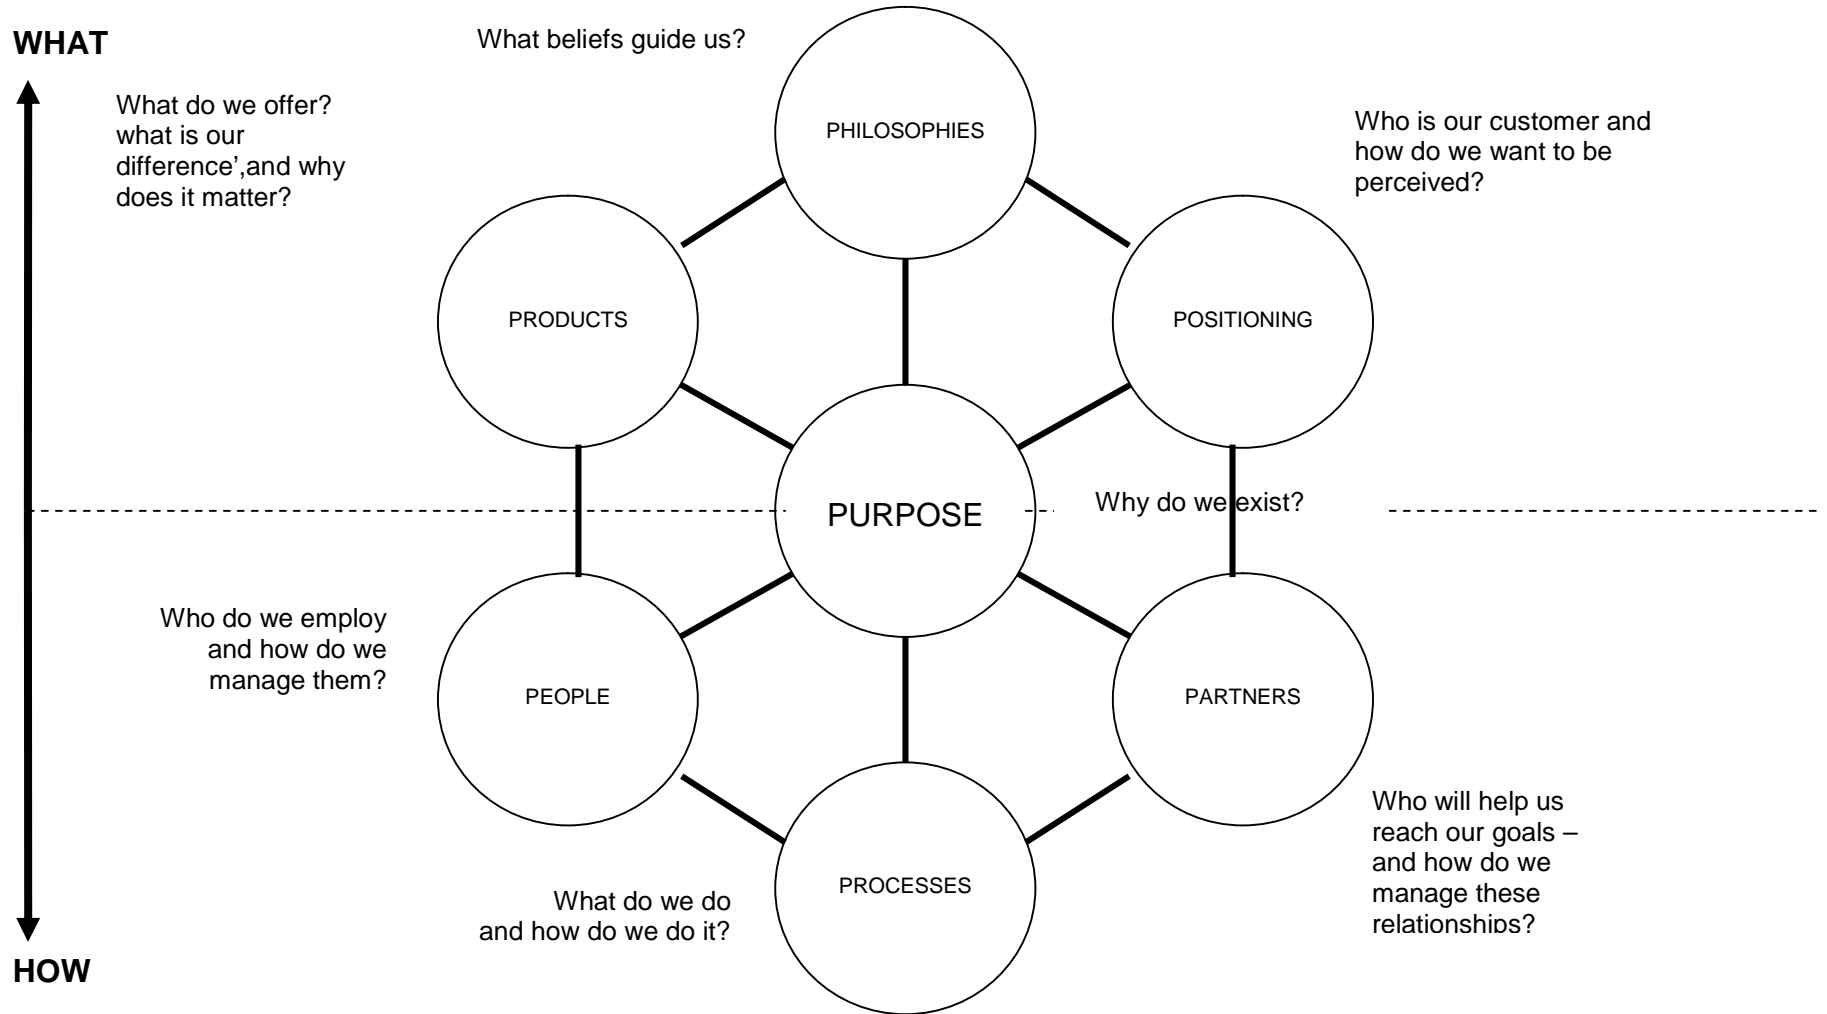 WHAT
What beliefs guide us?
What do we offer?
what is our
difference',and why
does it matter?
PHILOSOPHIES
Who is our customer and
how do we want to be
perceived?
PRODUCTS
POSITIONING
PURPOSE
Why do we exist?
Who do we employ
and how do we
manage them?
PEOPLE
PARTNERS
Who will help us
reach our goals –
and how do we
manage these
relationships?
PROCESSES
What do we do
and how do we do it?
HOW